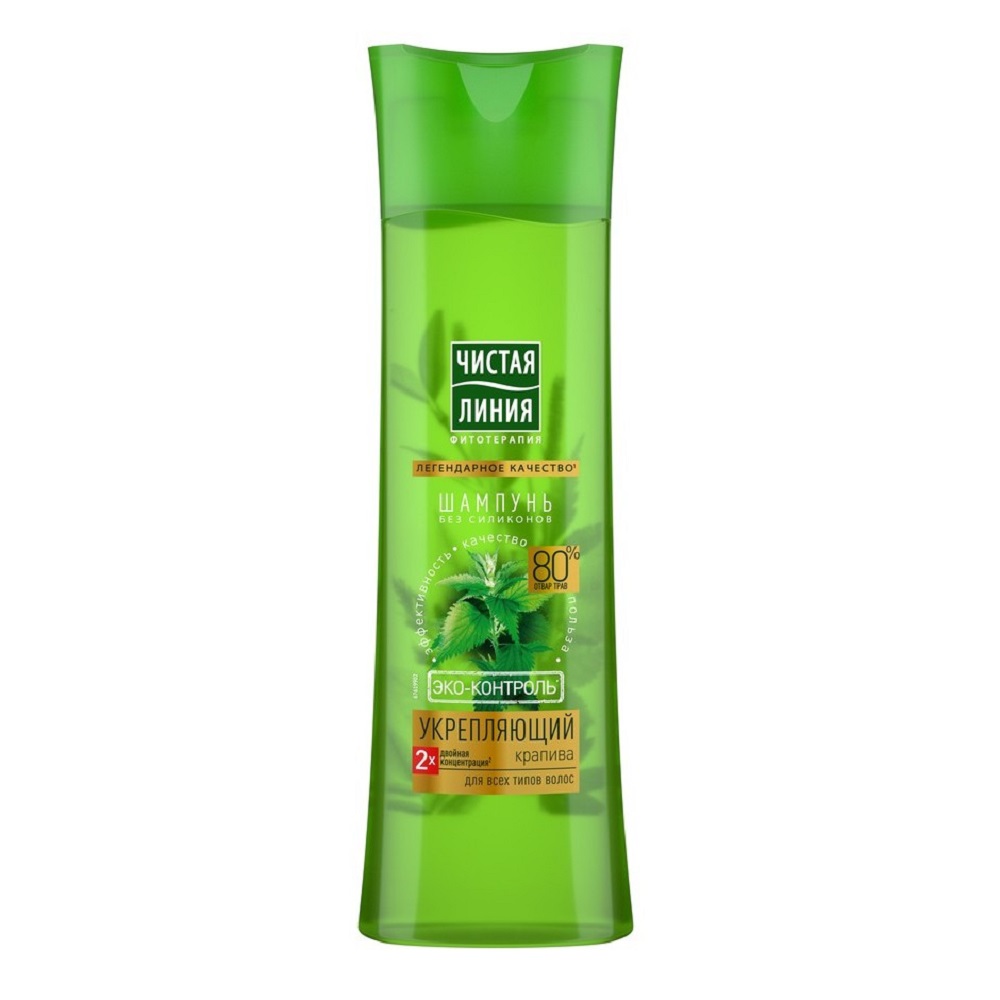 ЧИСТАЯ
ЛИНИЯ
ФИТОТЕРАПИЯ
ЛЕГЕНДАРНОЕ КАЧЕСТВО
ШАМПУНЬ
БЕЗ СИЛИКОНОВ
эффективность • качество
80%
ОТВАР ТРАВ
польза
ЭКО-КОНТРОЛЬ
УКРЕПЛЯЮЩИЙ
2x двойная
концентрация²
крапива
для всех типов волос